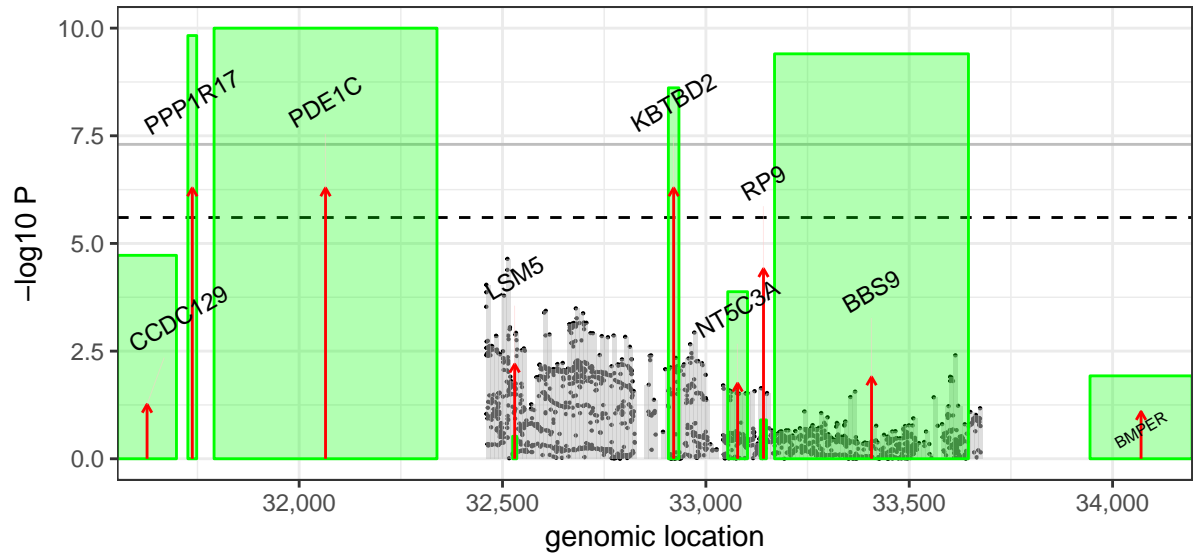 10.0
7.5
5.0
2.5
0.0
−log10 P
PPP1R17
PDE1C
KBTBD2
RP9
LSM5
BBS9
NT5C3A
CCDC129
BMPER
32,000
32,500
33,000
33,500
34,000
genomic location